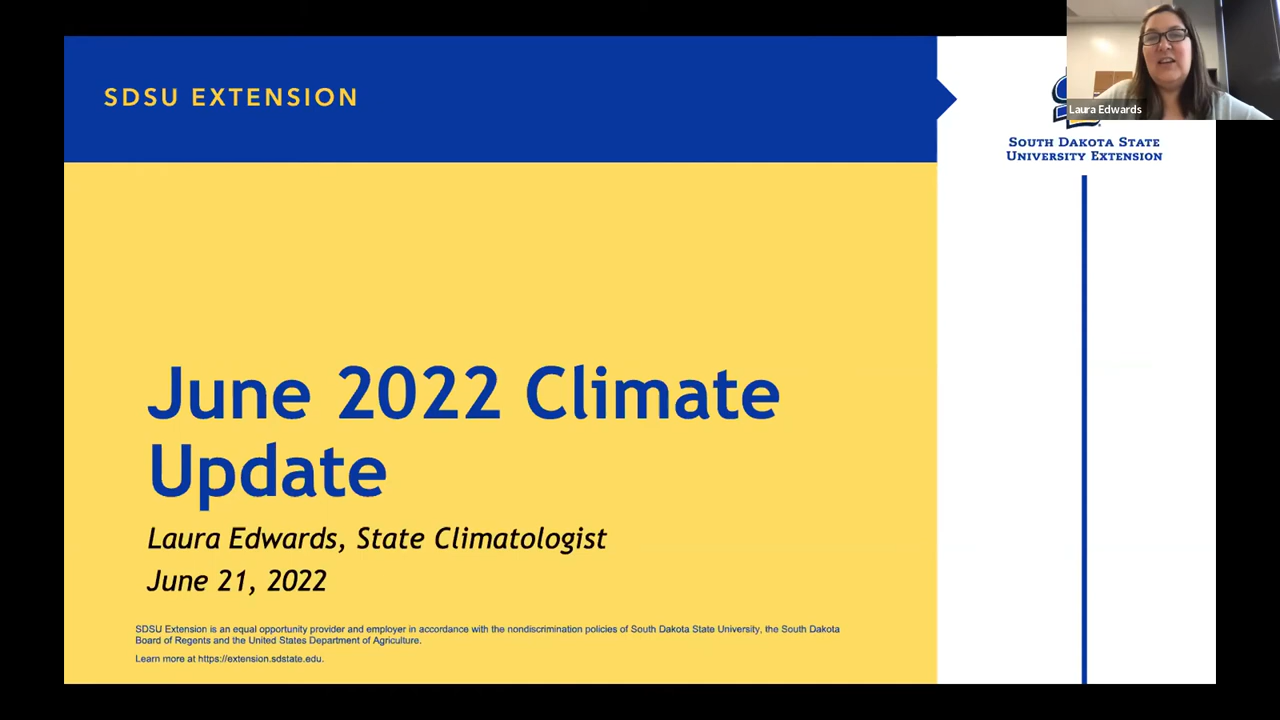 SDSU EXTENSION
Laura Edwards
SOUTH DAKOTA STATE
UNIVERSITY EXTENSION
June 2022 Climate
Update
Laura Edwards, State Climatologist
June 21, 2022
SDSU Extension is an equal opportunity provider and employer in accordance with the nondiscrimination policies of South Dakota State University, the South Dakota
Board of Regents and the United States Department of Agriculture.
Learn more at https://extension.sdstate.edu.